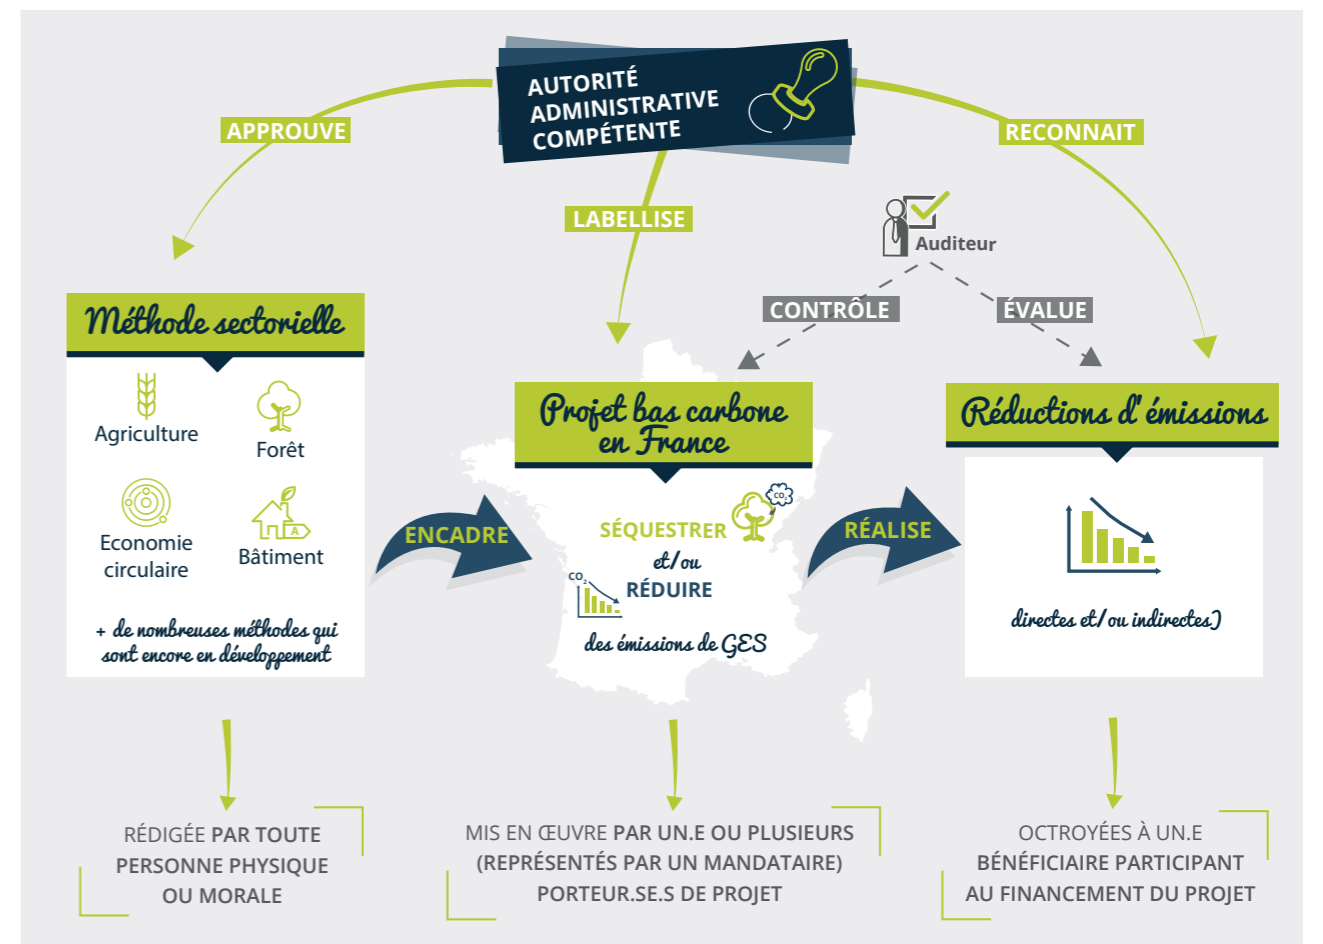 AUTORITÉ
ADMINISTRATIVE
COMPÉTENTE
APPROUVE
RECONNAIT
LABELLISE
Auditeur
CONTRÔLE
ÉVALUE
Méthode sectorielle
Agriculture
Forêt
Economie
circulaire
Bâtiment
+ de nombreuses méthodes qui
sont encore en développement
ENCADRE
Projet bas carbone
en France
CO₂
SÉQUESTRER
et/ou
CO₂
RÉDUIRE
des émissions de GES
RÉALISE
Réductions d'émissions
A
directes et/ou indirectes)
RÉDIGÉE PAR TOUTE
PERSONNE PHYSIQUE
OU MORALE
MIS EN ŒUVRE PAR UN.E OU PLUSIEURS
(REPRÉSENTÉS PAR UN MANDATAIRE)
PORTEUR.SE.S DE PROJET
OCTROYÉES À UN.E
BÉNÉFICIAIRE PARTICIPANT
AU FINANCEMENT DU PROJET